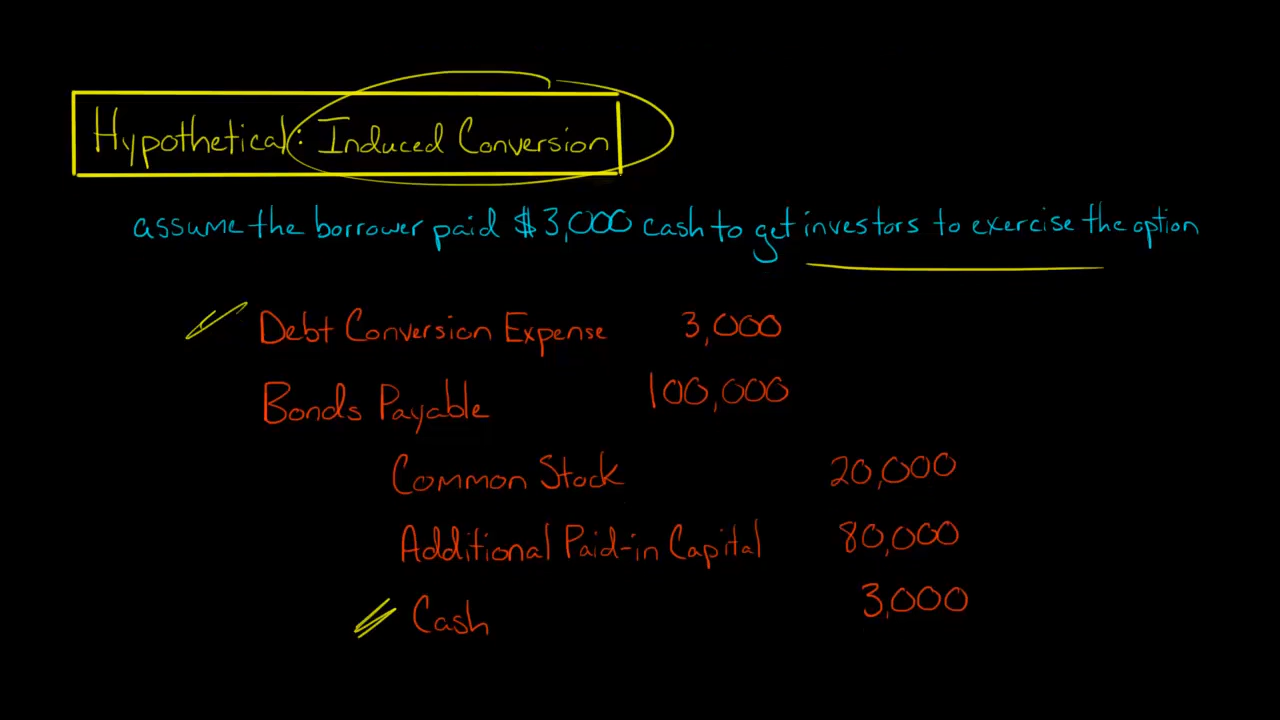 Hypothetical: Induced Conversion
assume the borrower paid $3,000 cash to get investors to exercise the option
Debt Conversion Expense 3,000
Bonds Payable 100,000
Common Stock 20,000
Additional Paid-in Capital 80,000
Cash 3,000